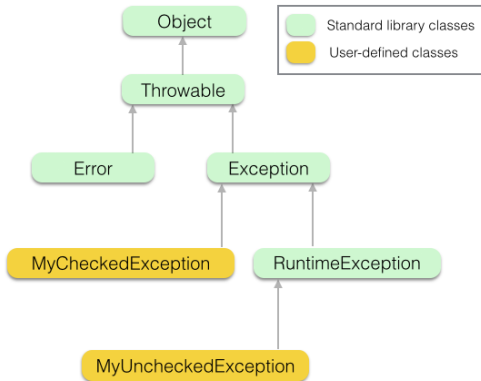 Object
Standard library classes
User-defined classes
Throwable
Error
Exception
MyCheckedException
RuntimeException
MyUncheckedException